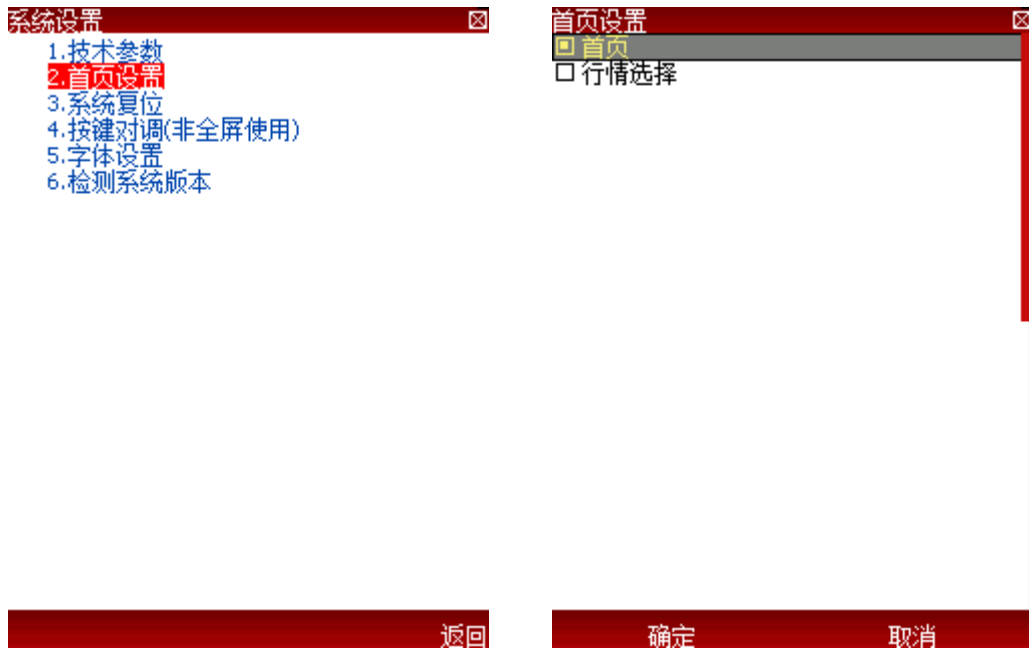 系统设置
1.技术参数
2.首页设置
3.系统复位
4.按键对调(非全屏使用)
5.字体设置
6.检测系统版本
返回
首页设置
首页
行情选择
确定 取消